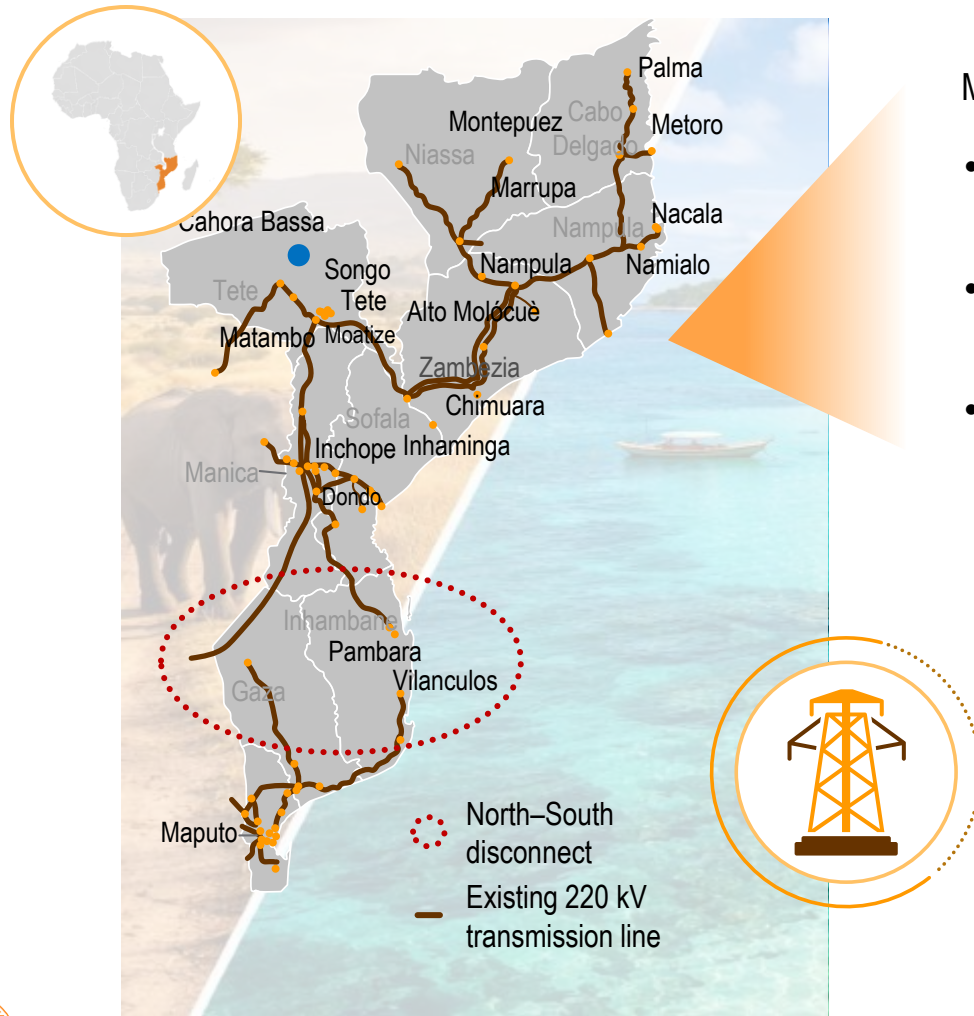 Palma
M
Cabo
Delgado
Montepuez
Metoro
Niassa
Marrupa
Nacala
Nampula
Cahora Bassa
Namialo
Nampula
Songo
Tete
Tete
Alto Molócuè
Matambo
Moatize
Zambezia
Chimuara
Sofala
Inchope
Inhaminga
Manica
Dondo
Inhambane
Pambara
Vilanculos
Gaza
Maputo
North–South
disconnect
Existing 220 kV
transmission line